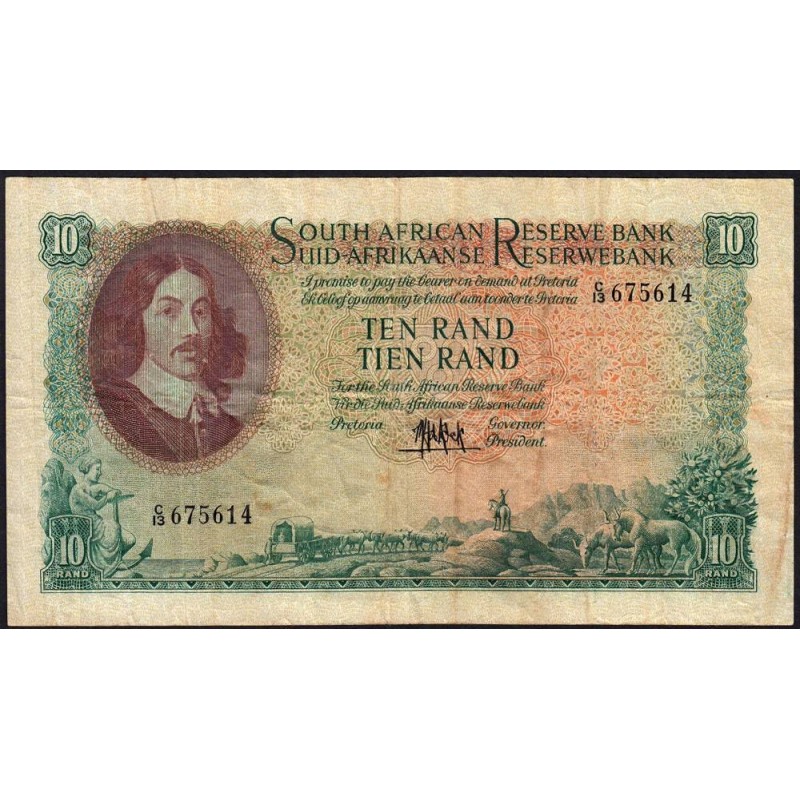 10
SOUTH AFRICAN RESERVE BANK
10
SUID-AFRIKAANSE RESERWEBANK
I promise to pay the bearer on demand at Pretoria
Ek beloof op aanvraag te betaal aan toonder te Pretoria
C/13 675614
TEN RAND
TIEN RAND
For the South African Reserve Bank
Vir die Suid-Afrikaanse Reserwebank
Pretoria
Governor.
President.
C/13 675614
10
RAND
10
RAND